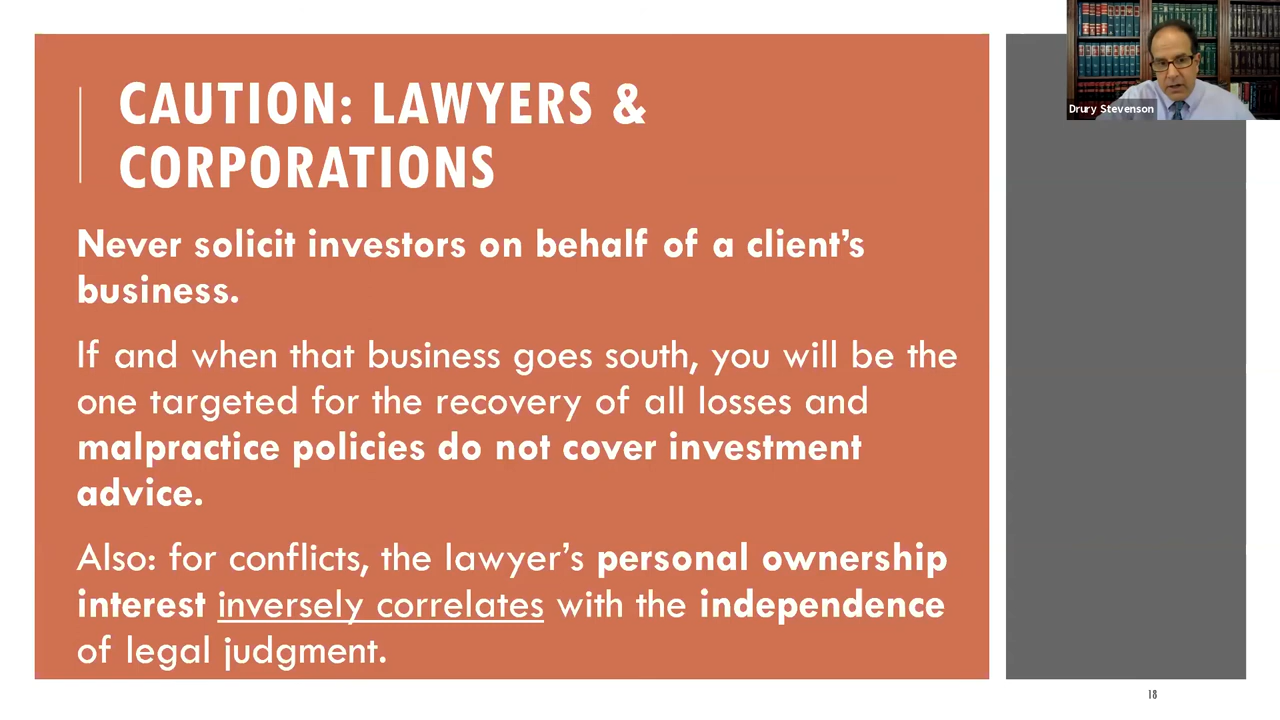 CAUTION: LAWYERS &
CORPORATIONS
Never solicit investors on behalf of a client's
business.
If and when that business goes south, you will be the
one targeted for the recovery of all losses and
malpractice policies do not cover investment
advice.
Also: for conflicts, the lawyer's personal ownership
interest inversely correlates with the independence
of legal judgment.
Drury Stevenson
18